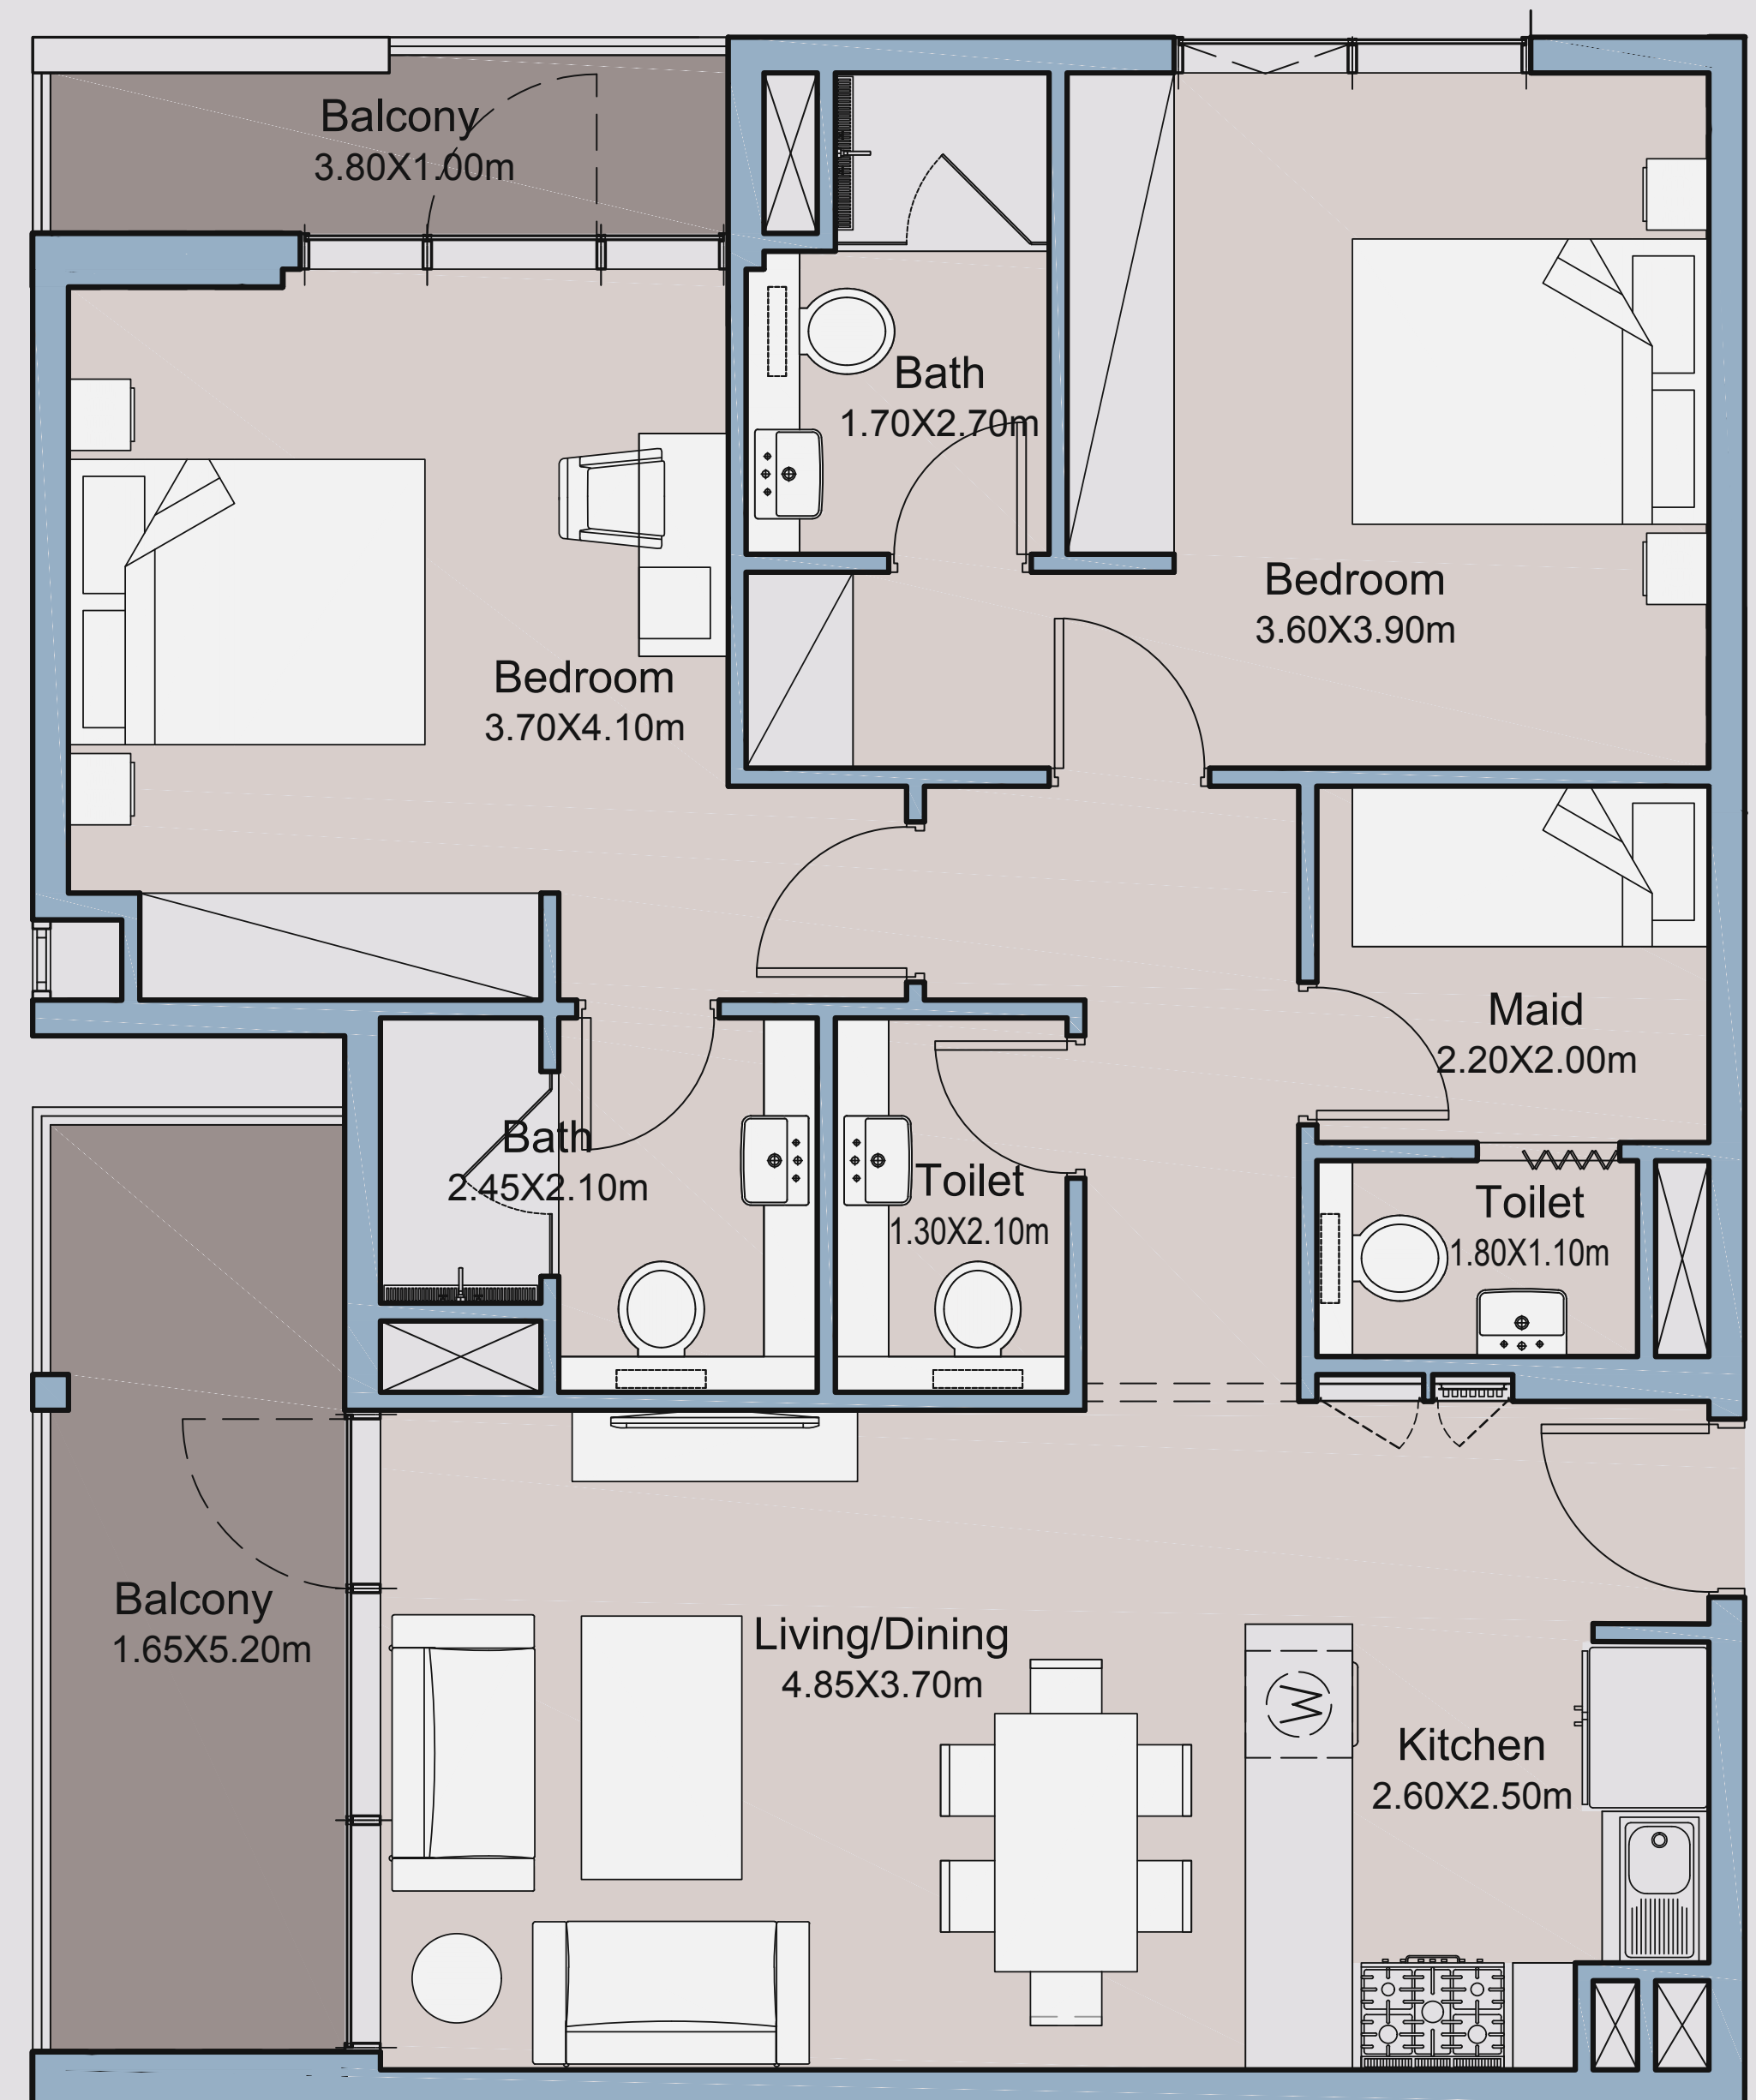 Balcony
3.80X1.00m
Bath
1.70X2.70m
Bedroom
3.60X3.90m
Bedroom
3.70X4.10m
Maid
2.20X2.00m
Bath
2.45X2.10m
Toilet
1.30X2.10m
Toilet
1.80X1.10m
Balcony
1.65X5.20m
Living/Dining
4.85X3.70m
W
Kitchen
2.60X2.50m